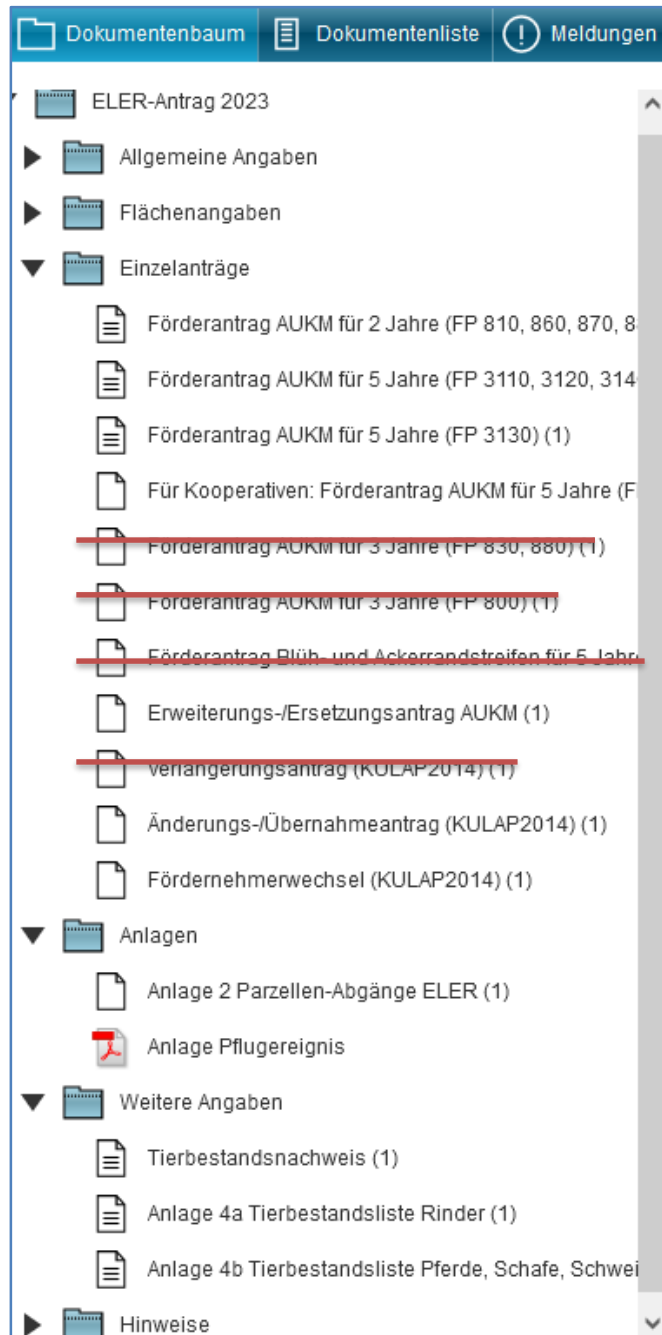 Dokumentenbaum Dokumentenliste Meldungen
ELER-Antrag 2023
Allgemeine Angaben
Flächenangaben
Einzelanträge
Förderantrag AUKM für 2 Jahre (FP 810, 860, 870, 8
Förderantrag AUKM für 5 Jahre (FP 3110, 3120, 314
Förderantrag AUKM für 5 Jahre (FP 3130) (1)
Für Kooperativen: Förderantrag AUKM für 5 Jahre (F
Förderantrag AUKM für 3 Jahre (FP 830, 880) (1)
Förderantrag AUKM für 3 Jahre (FP 800) (1)
Förderantrag Blüh- und Ackerrandstreifen für 5 Jahre
Erweiterungs-/Ersetzungsantrag AUKM (1)
Verlängerungsantrag (KULAP2014) (1)
Änderungs-/Übernahmeantrag (KULAP2014) (1)
Fördernehmerwechsel (KULAP2014) (1)
Anlagen
Anlage 2 Parzellen-Abgänge ELER (1)
Anlage Pflugereignis
Weitere Angaben
Tierbestandsnachweis (1)
Anlage 4a Tierbestandsliste Rinder (1)
Anlage 4b Tierbestandsliste Pferde, Schafe, Schwei
Hinweise